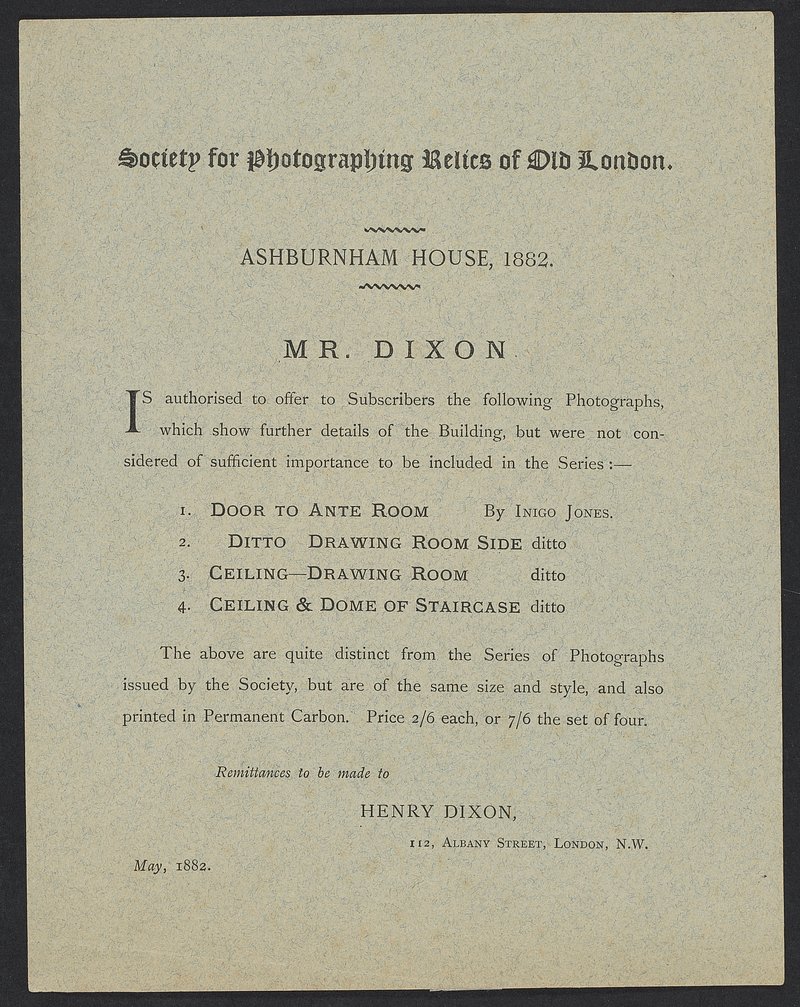 Society for Photographing Relics of Old London.
ASHBURNHAM HOUSE, 1882.
MR. DIXON
IS authorised to offer to Subscribers the following Photographs,
which show further details of the Building, but were not con-
sidered of sufficient importance to be included in the Series :—
1. DOOR TO ANTE ROOM By INIGO JONES.
2. DITTO DRAWING ROOM SIDE ditto
3. CEILING—DRAWING ROOM ditto
4. CEILING & DOME OF STAIRCASE ditto
The above are quite distinct from the Series of Photographs
issued by the Society, but are of the same size and style, and also
printed in Permanent Carbon. Price 2/6 each, or 7/6 the set of four.
Remittances to be made to
HENRY DIXON,
112, ALBANY STREET, LONDON, N.W.
May, 1882.